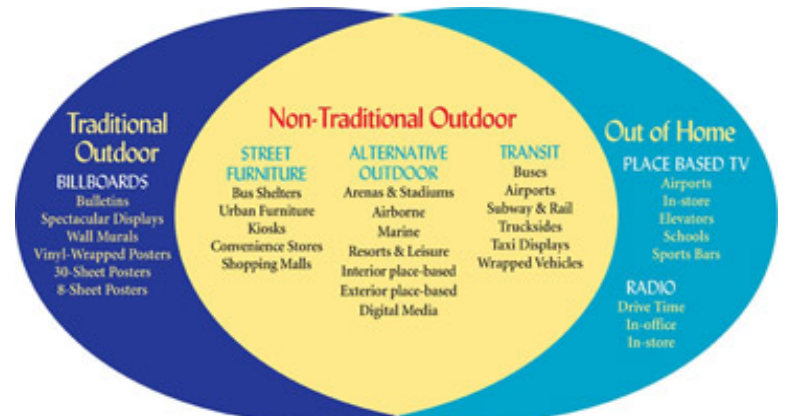 Traditional
Outdoor
BILLBOARDS
Bulletins
Spectacular Displays
Wall Murals
Vinyl-Wrapped Posters
30-Sheet Posters
8-Sheet Posters
Non-Traditional Outdoor
STREET
FURNITURE
Bus Shelters
Urban Furniture
Kiosks
Convenience Stores
Shopping Malls
ALTERNATIVE
OUTDOOR
Arenas & Stadiums
Airborne
Marine
Resorts & Leisure
Interior place-based
Exterior place-based
Digital Media
TRANSIT
Buses
Airports
Subway & Rail
Trucksides
Taxi Displays
Wrapped Vehicles
Out of Home
PLACE BASED TV
Airports
In-store
Elevators
Schools
Sports Bars
RADIO
Drive Time
In-office
In-store